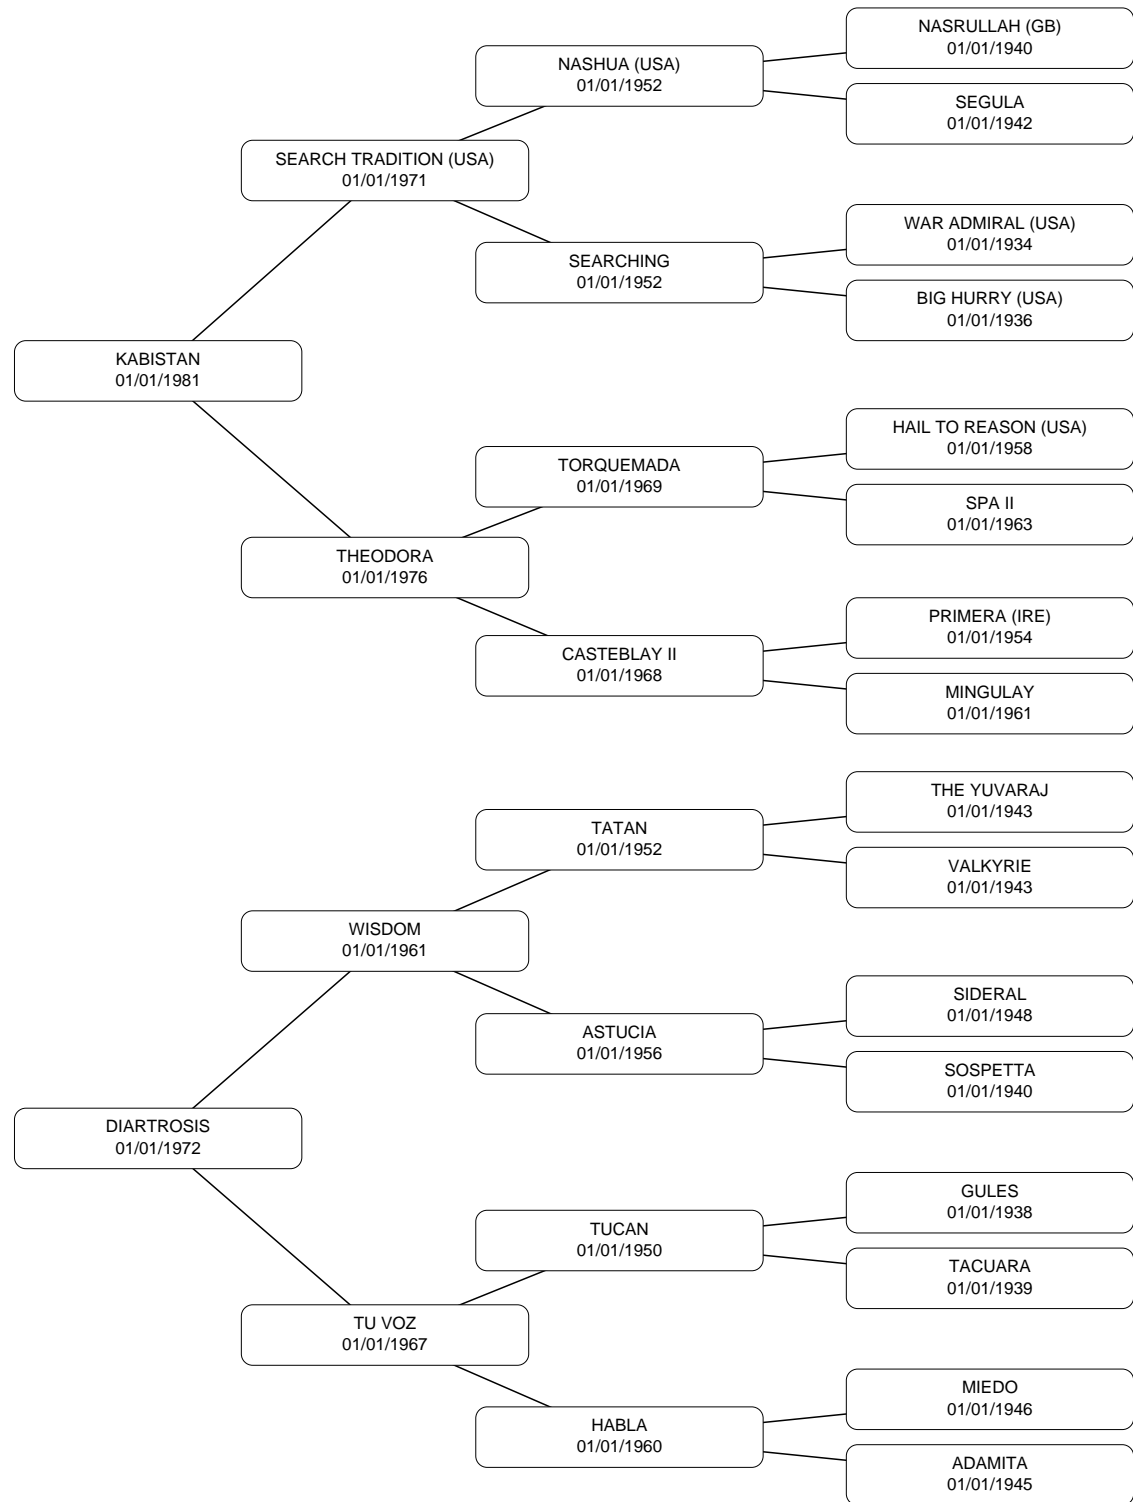 NASRULLAH (GB)
01/01/1940
NASHUA (USA)
01/01/1952
SEGULA
01/01/1942
SEARCH TRADITION (USA)
01/01/1971
WAR ADMIRAL (USA)
01/01/1934
SEARCHING
01/01/1952
BIG HURRY (USA)
01/01/1936
KABISTAN
01/01/1981
HAIL TO REASON (USA)
01/01/1958
TORQUEMADA
01/01/1969
SPA II
01/01/1963
THEODORA
01/01/1976
PRIMERA (IRE)
01/01/1954
CASTEBLAY II
01/01/1968
MINGULAY
01/01/1961
THE YUVARAJ
01/01/1943
TATAN
01/01/1952
VALKYRIE
01/01/1943
WISDOM
01/01/1961
SIDERAL
01/01/1948
ASTUCIA
01/01/1956
SOSPETTA
01/01/1940
DIARTROSIS
01/01/1972
GULES
01/01/1938
TUCAN
01/01/1950
TACUARA
01/01/1939
TU VOZ
01/01/1967
MIEDO
01/01/1946
HABLA
01/01/1960
ADAMITA
01/01/1945